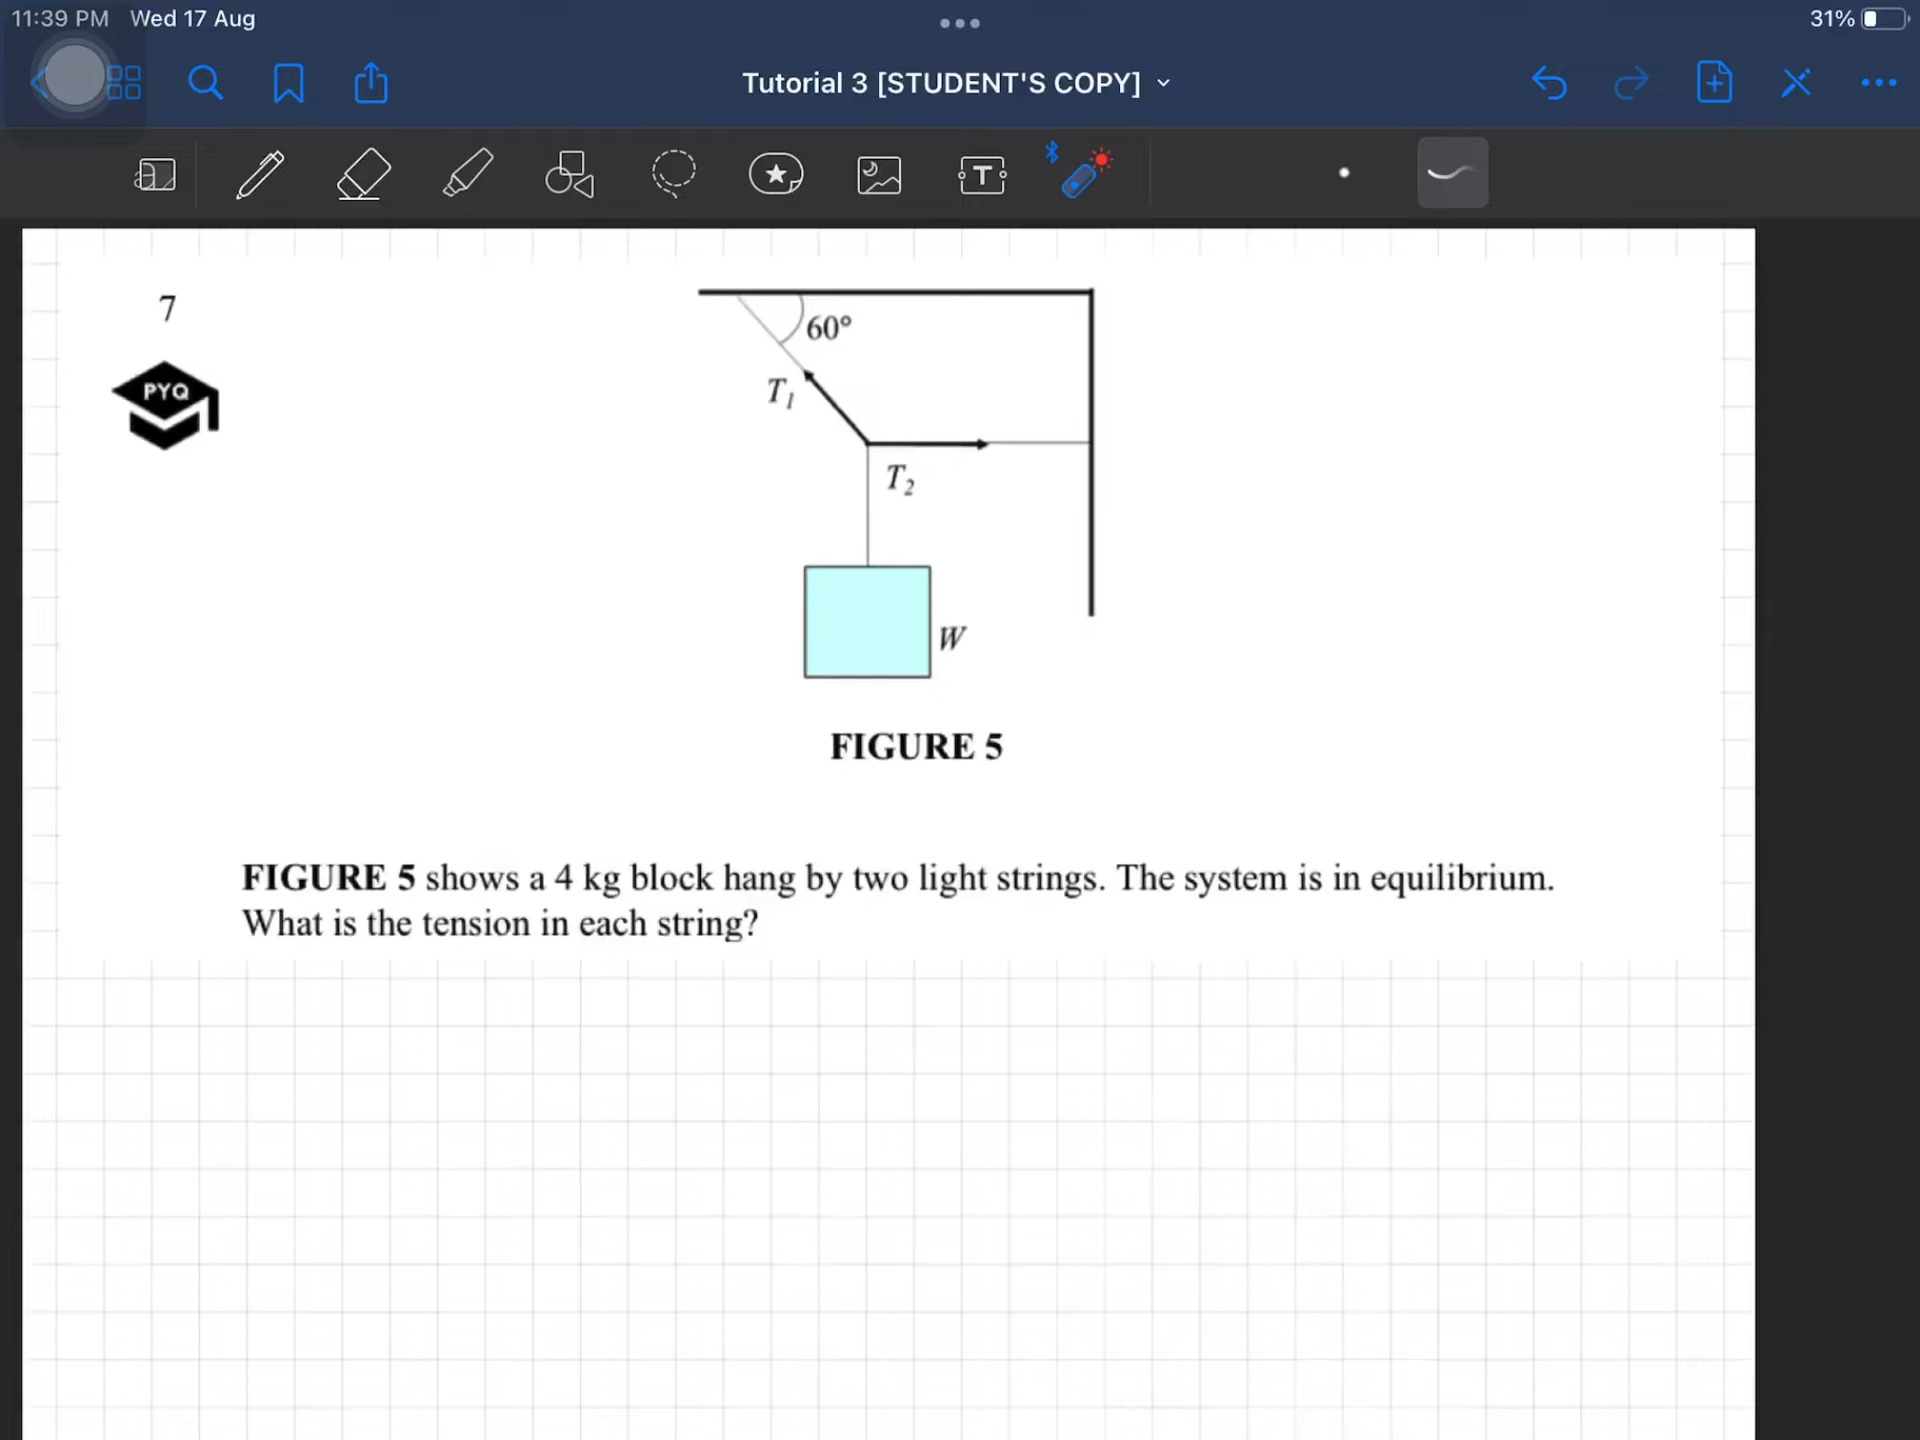 11:39 PM Wed 17 Aug
31%
Tutorial 3 [STUDENT'S COPY]
a
T
7
PYQ
60°
T₁
T₂
W
FIGURE 5
FIGURE 5 shows a 4 kg block hang by two light strings. The system is in equilibrium.
What is the tension in each string?